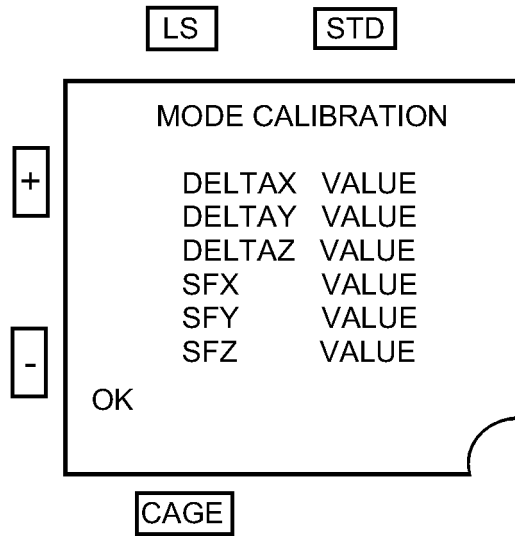 LS STD
MODE CALIBRATION
+
DELTAX VALUE
DELTAY VALUE
DELTAZ VALUE
SFX VALUE
SFY VALUE
SFZ VALUE
-
OK
CAGE